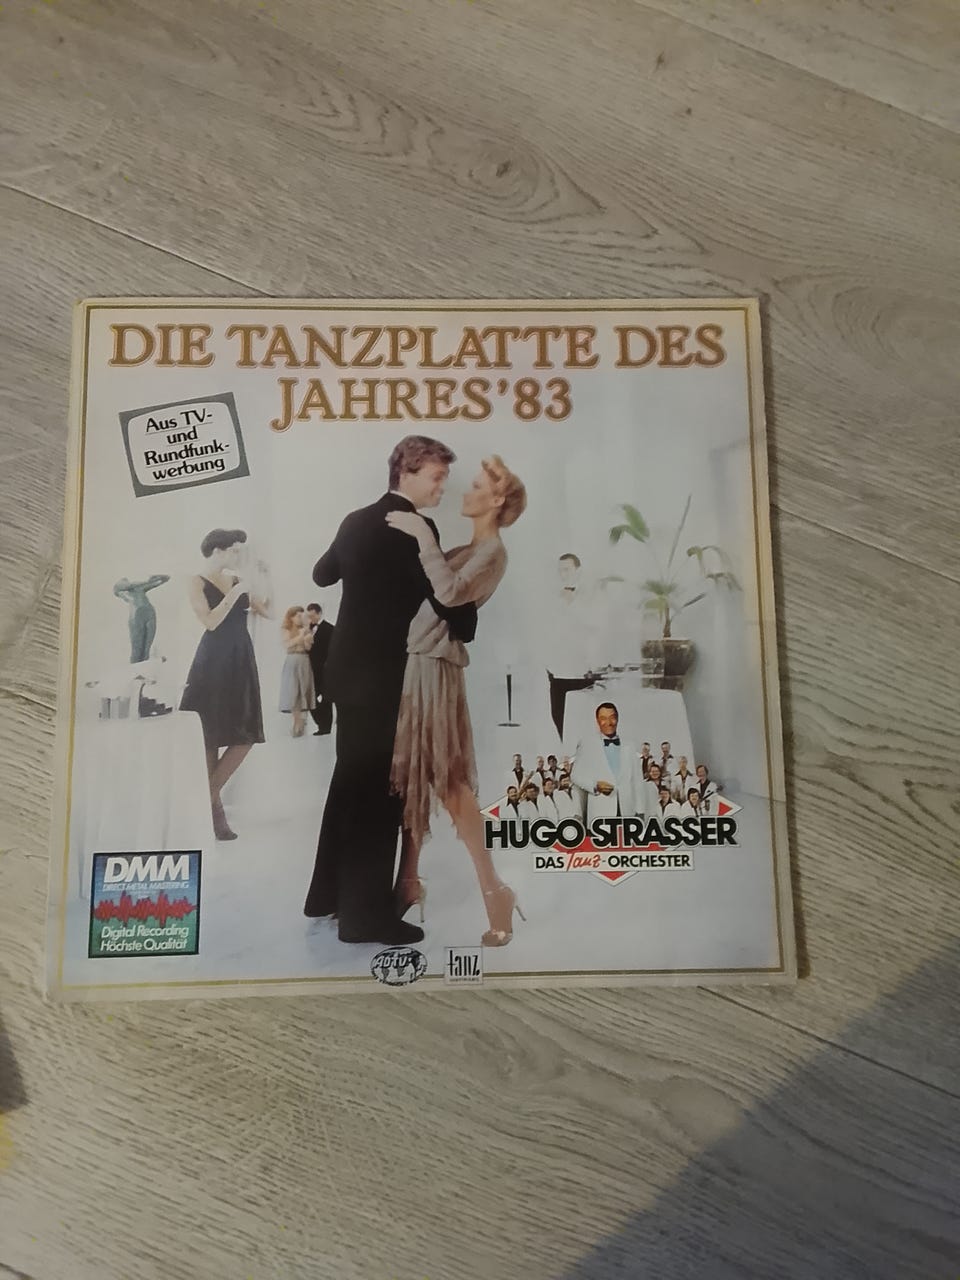 DIE TANZPLATTE DES
JAHRES '83
Aus TV-
und
Rundfunk-
werbung
HUGO STRASSER
DAS Tanz-ORCHESTER
DMM
DIRECT METAL MASTERING
Digital Recording
Höchste Qualität
ADTV
tanz